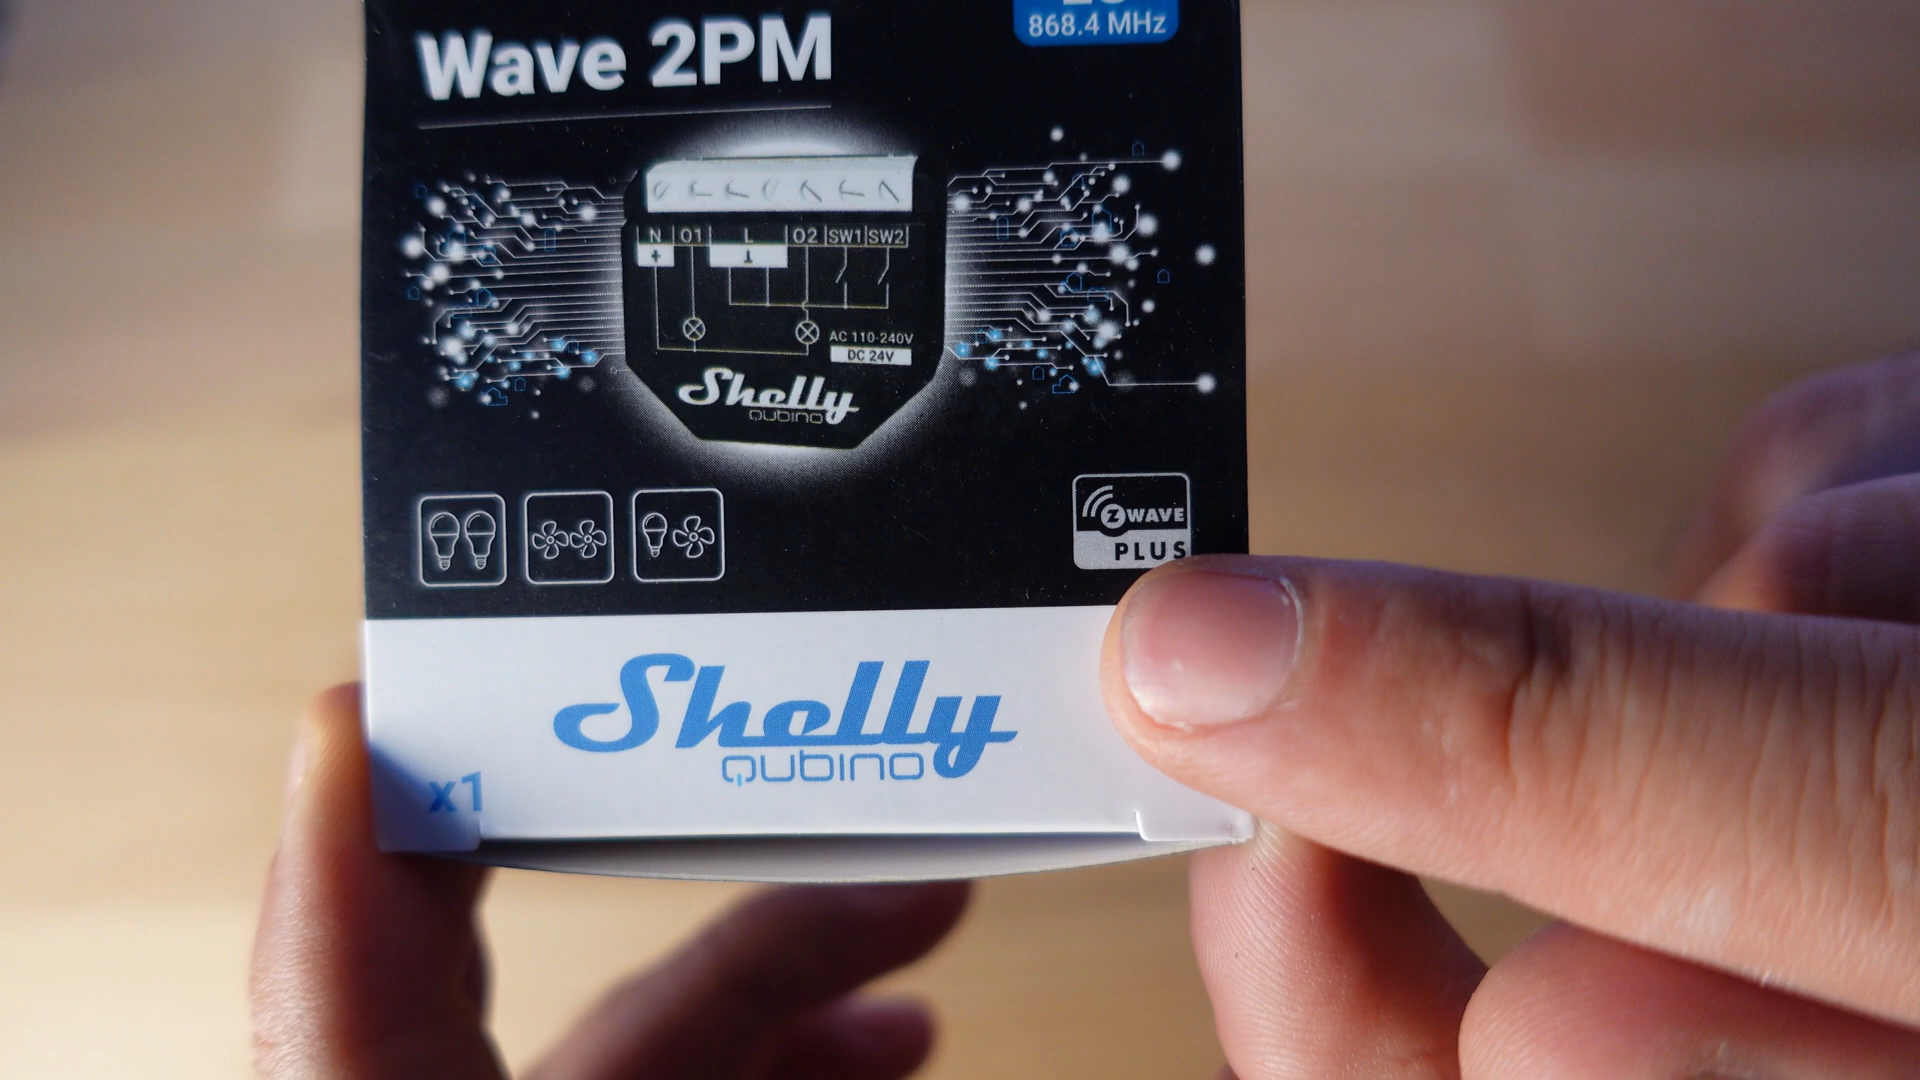 Wave 2PM
868.4 MHz
N O1 L O2 SW1 SW2
AC 110-240V
DC 24V
Shelly
Qubino
Z WAVE
PLUS
Shelly
Qubino
x1